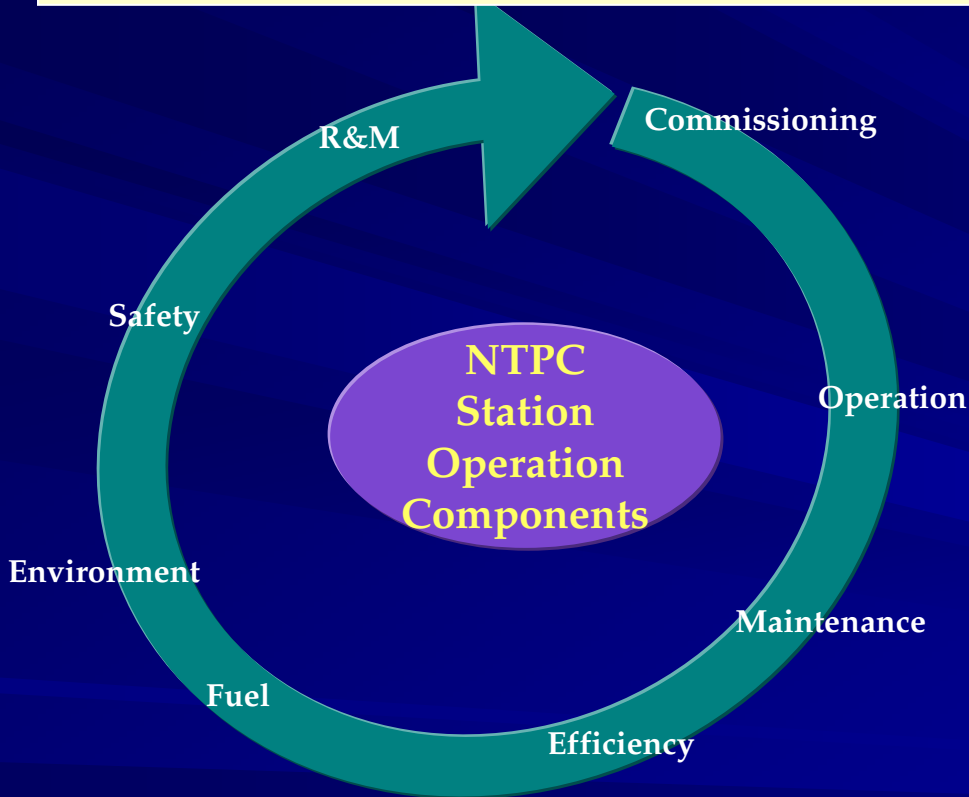 R&M
Commissioning
Safety
NTPC
Station
Operation
Components
Operation
Environment
Maintenance
Fuel
Efficiency